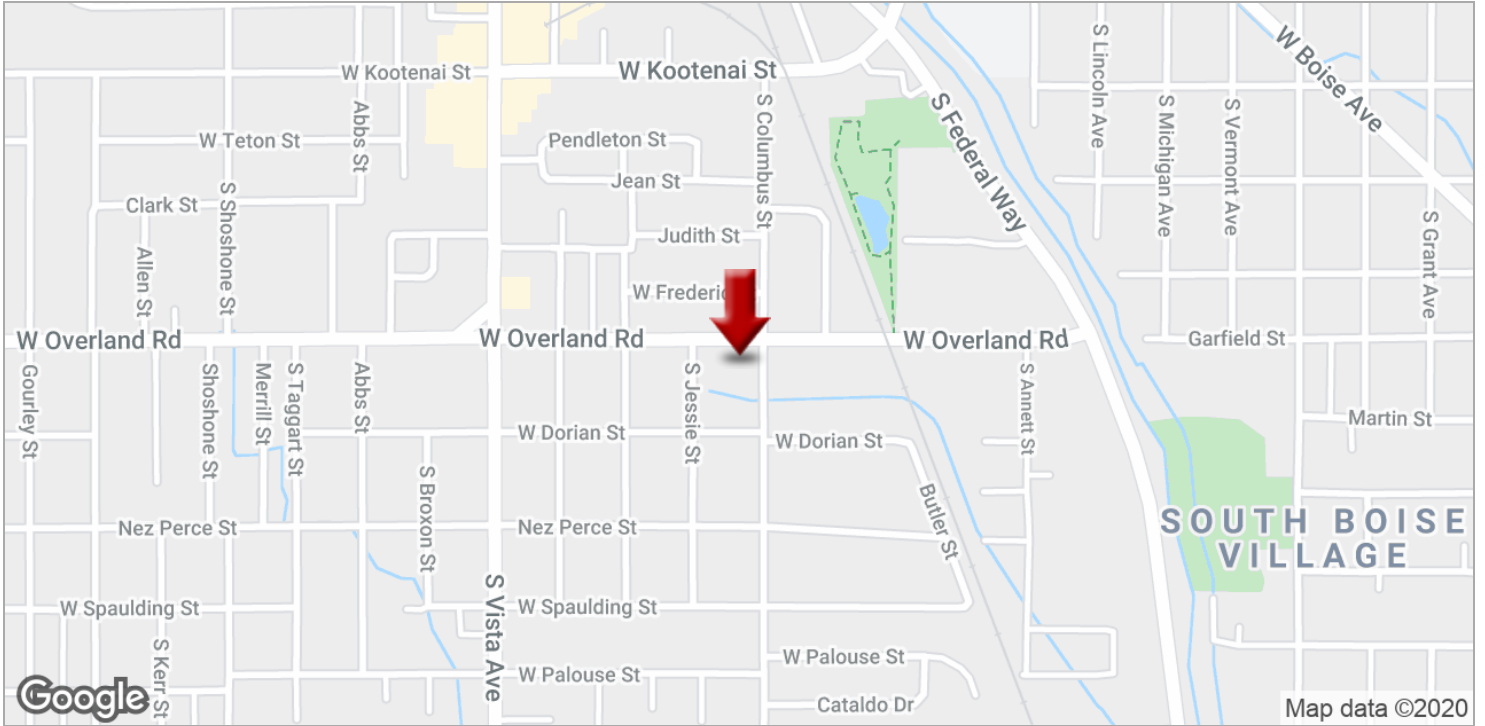 W Kootenai St
W Kootenai St
S Lincoln Ave
W Boise Ave
S Federal Way
S Columbus St
Abbs St
S Michigan Ave
S Vermont Ave
W Teton St
Pendleton St
Jean St
S Shoshone St
Clark St
S Grant Ave
Judith St
Allen St
W Frederic
W Overland Rd
W Overland Rd
W Overland Rd
Garfield St
Gourley St
Shoshone St
Merrill St
S Taggart St
Abbs St
S Jessie St
S Annett St
Martin St
W Dorian St
W Dorian St
S Broxon St
Butler St
Nez Perce St
Nez Perce St
SOUTH BOISE
VILLAGE
S Vista Ave
W Spaulding St
W Spaulding St
S Kerr St
W Palouse St
W Palouse St
Cataldo Dr
Google
Map data ©2020